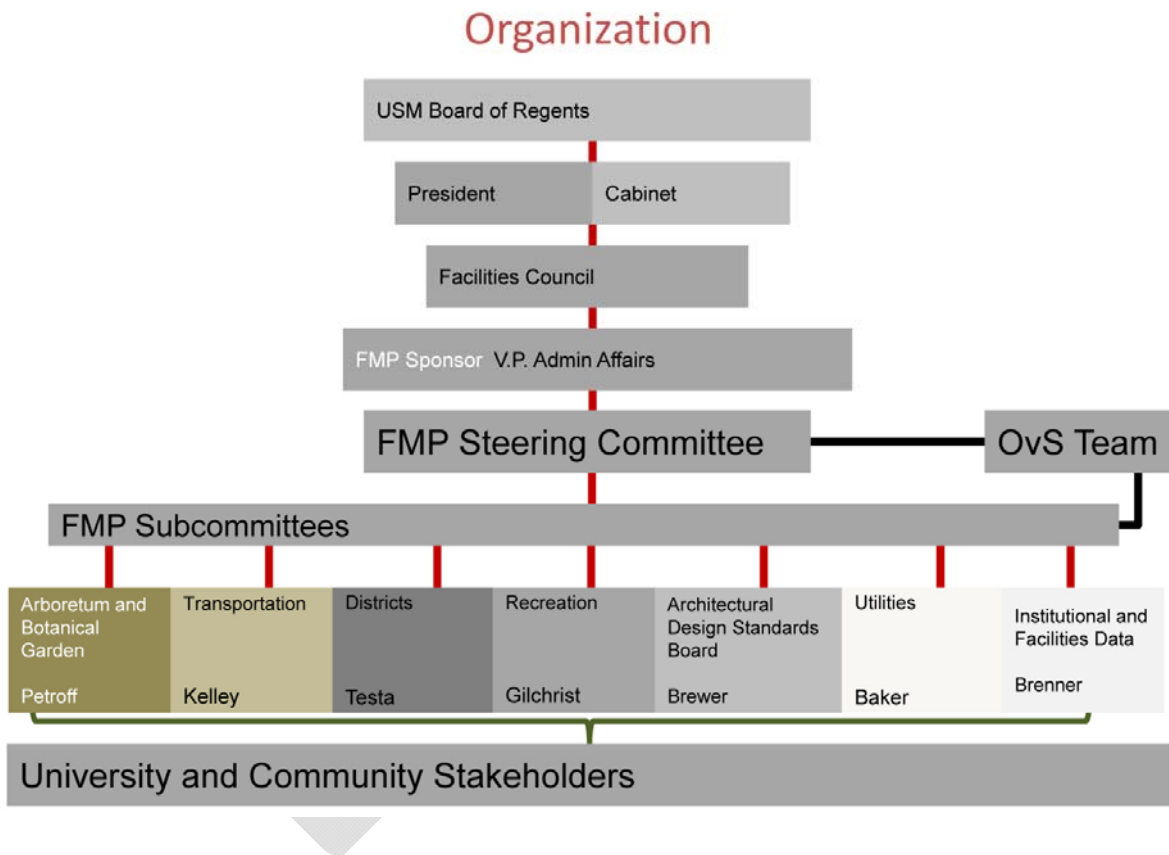 Organization
USM Board of Regents
President
Cabinet
Facilities Council
FMP Sponsor V.P. Admin Affairs
FMP Steering Committee
OvS Team
FMP Subcommittees
Arboretum and
Botanical
Garden
Petroff
Transportation
Kelley
Districts
Testa
Recreation
Gilchrist
Architectural
Design Standards
Board
Brewer
Utilities
Baker
Institutional and
Facilities Data
Brenner
University and Community Stakeholders